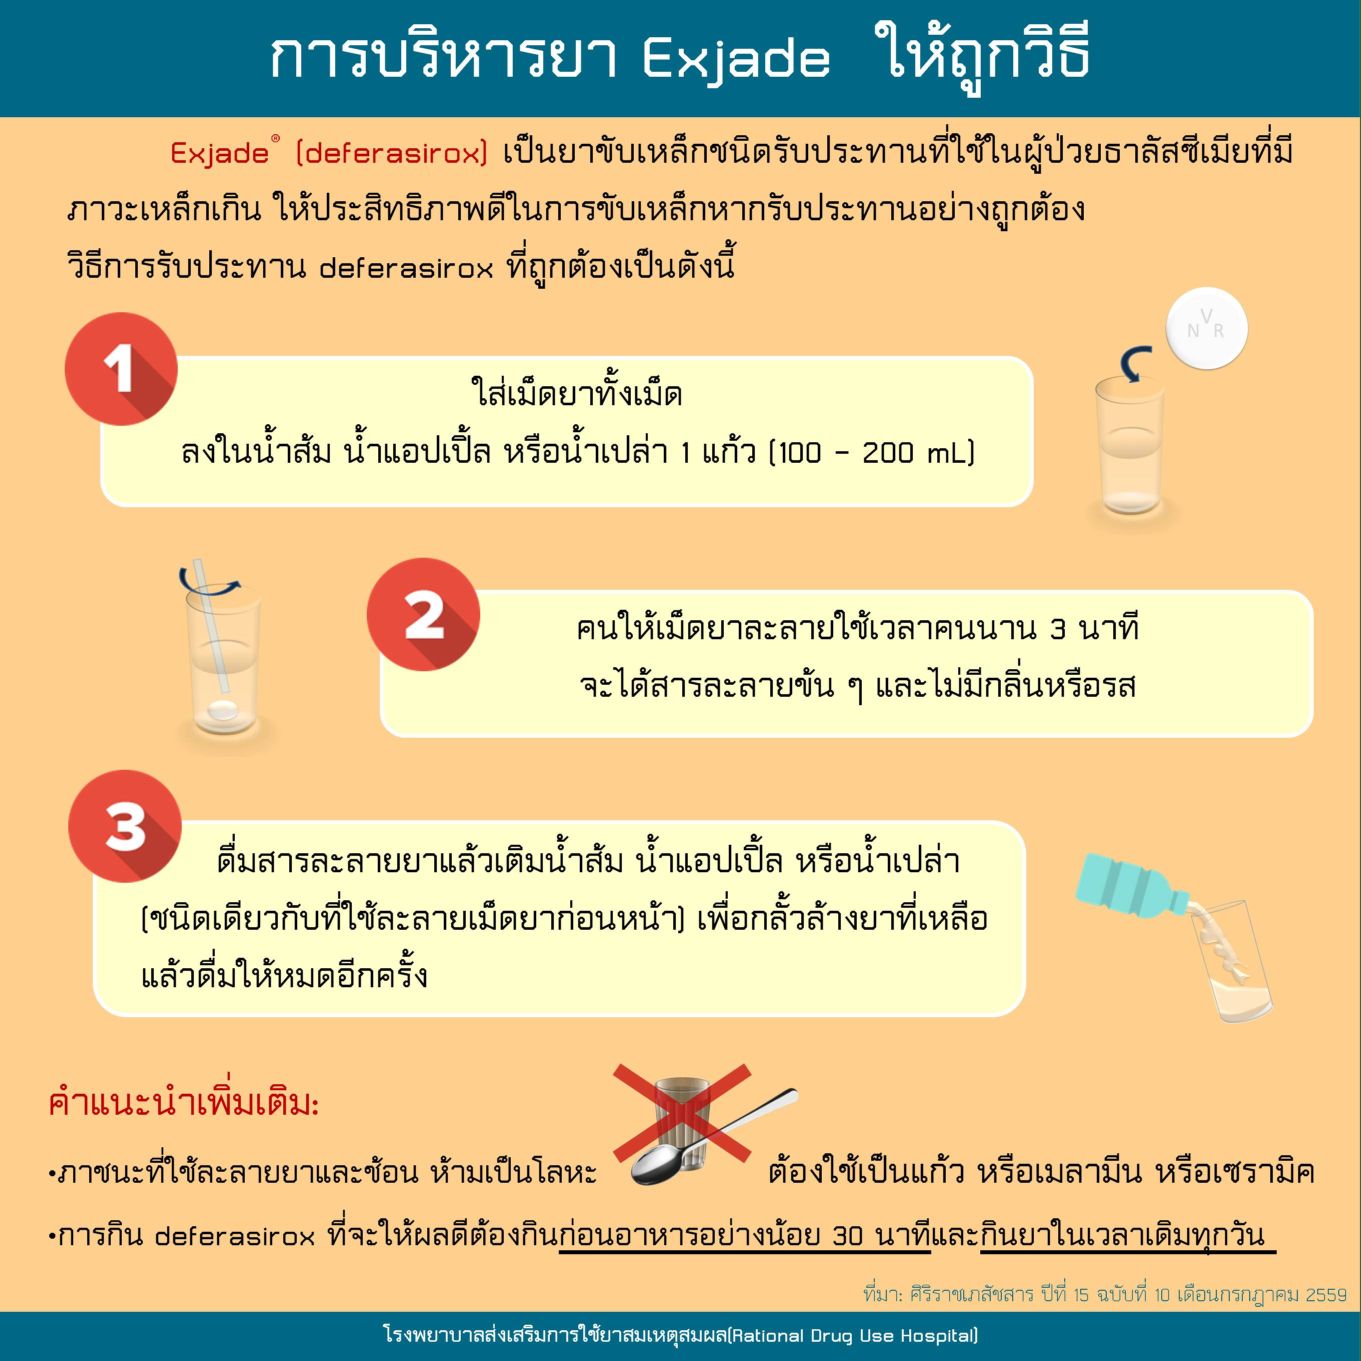 การบริหารยา Exjade ให้ถูกวิธี
Exjade® (deferasirox) เป็นยาขับเหล็กชนิดรับประทานที่ใช้ในผู้ป่วยธาลัสซีเมียที่มี
ภาวะเหล็กเกิน ให้ประสิทธิภาพดีในการขับเหล็กหากรับประทานอย่างถูกต้อง
วิธีการรับประทาน deferasirox ที่ถูกต้องเป็นดังนี้
N V R
1
ใส่เม็ดยาทั้งเม็ด
ลงในน้ำส้ม น้ำแอปเปิ้ล หรือน้ำเปล่า 1 แก้ว (100 - 200 mL)
2
คนให้เม็ดยาละลายใช้เวลาคนนาน 3 นาที
จะได้สารละลายข้น ๆ และไม่มีกลิ่นหรือรส
3
ดื่มสารละลายยาแล้วเติมน้ำส้ม น้ำแอปเปิ้ล หรือน้ำเปล่า
(ชนิดเดียวกับที่ใช้ละลายเม็ดยาก่อนหน้า) เพื่อกลั้วล้างยาที่เหลือ
แล้วดื่มให้หมดอีกครั้ง
คำแนะนำเพิ่มเติม:
•ภาชนะที่ใช้ละลายยาและช้อน ห้ามเป็นโลหะ ต้องใช้เป็นแก้ว หรือเมลามีน หรือเซรามิค
•การกิน deferasirox ที่จะให้ผลดีต้องกินก่อนอาหารอย่างน้อย 30 นาทีและกินยาในเวลาเดิมทุกวัน
ที่มา: ศิริราชเภสัชสาร ปีที่ 15 ฉบับที่ 10 เดือนกรกฎาคม 2559
โรงพยาบาลส่งเสริมการใช้ยาสมเหตุสมผล(Rational Drug Use Hospital)